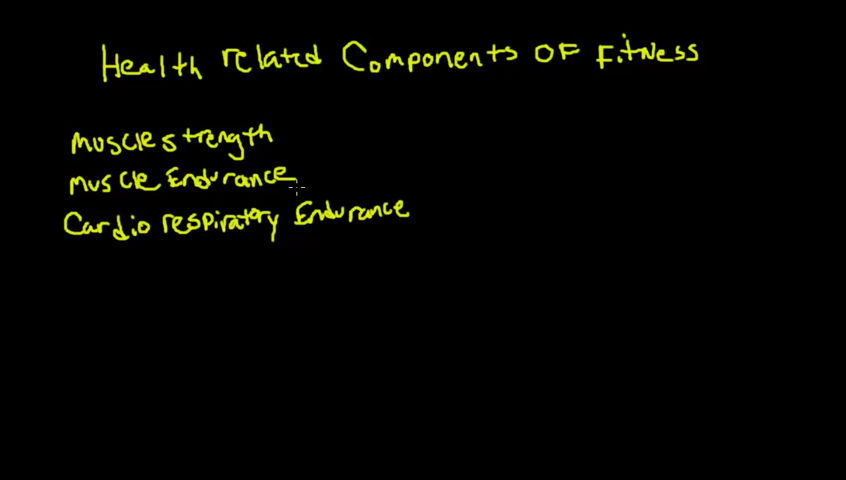 Health related Components OF Fitness
Muscle strength
Muscle Endurance
Cardio respiratory Endurance